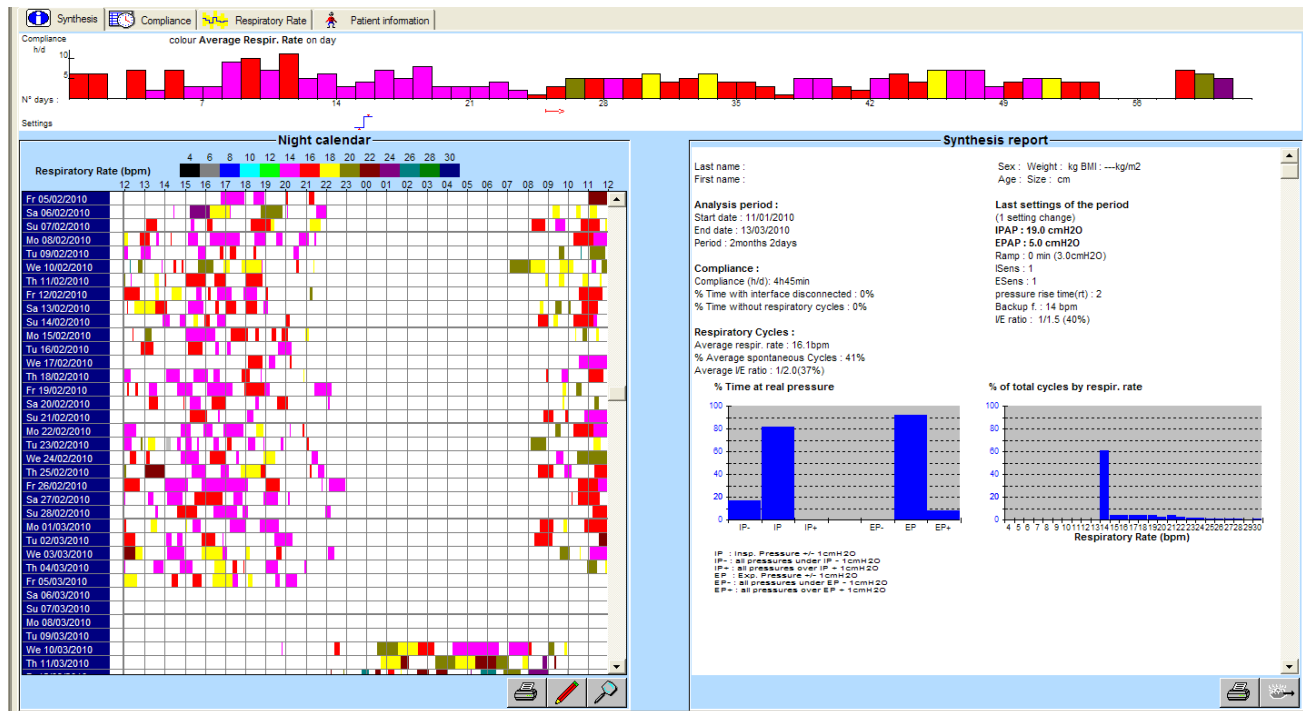 Synthesis Compliance Respiratory Rate Patient information
Compliance
h/d
colour Average Respir. Rate on day
10
5
N° days :
7 14 21 28 35 42 49 56
Settings
Night calendar
4 6 8 10 12 14 16 18 20 22 24 26 28 30
Respiratory Rate (bpm)
12 13 14 15 16 17 18 19 20 21 22 23 00 01 02 03 04 05 06 07 08 09 10 11 12
Fr 05/02/2010
Sa 06/02/2010
Su 07/02/2010
Mo 08/02/2010
Tu 09/02/2010
We 10/02/2010
Th 11/02/2010
Fr 12/02/2010
Sa 13/02/2010
Su 14/02/2010
Mo 15/02/2010
Tu 16/02/2010
We 17/02/2010
Th 18/02/2010
Fr 19/02/2010
Sa 20/02/2010
Su 21/02/2010
Mo 22/02/2010
Tu 23/02/2010
We 24/02/2010
Th 25/02/2010
Fr 26/02/2010
Sa 27/02/2010
Su 28/02/2010
Mo 01/03/2010
Tu 02/03/2010
We 03/03/2010
Th 04/03/2010
Fr 05/03/2010
Sa 06/03/2010
Su 07/03/2010
Mo 08/03/2010
Tu 09/03/2010
We 10/03/2010
Th 11/03/2010
Synthesis report
Last name :
First name :
Sex : Weight : kg BMI : ---kg/m2
Age : Size : cm
Analysis period :
Start date : 11/01/2010
End date : 13/03/2010
Period : 2months 2days
Compliance :
Compliance (h/d): 4h45min
% Time with interface disconnected : 0%
% Time without respiratory cycles : 0%
Respiratory Cycles :
Average respir. rate : 16.1bpm
% Average spontaneous Cycles : 41%
Average I/E ratio : 1/2.0(37%)
Last settings of the period
(1 setting change)
IPAP : 19.0 cmH2O
EPAP : 5.0 cmH2O
Ramp : 0 min (3.0cmH2O)
ISens : 1
ESens : 1
pressure rise time(rt) : 2
Backup f. : 14 bpm
I/E ratio : 1/1.5 (40%)
% Time at real pressure
100
80
60
40
20
0
IP- IP IP+ EP- EP EP+
IP : Insp. Pressure +/- 1cmH2O
IP- : all pressures under IP - 1cmH2O
IP+ : all pressures over IP + 1cmH2O
EP : Exp. Pressure +/- 1cmH2O
EP- : all pressures under EP - 1cmH2O
EP+ : all pressures over EP + 1cmH2O
% of total cycles by respir. rate
100
80
60
40
20
0
4 5 6 7 8 9 10 11 12 13 14 15 16 17 18 19 20 21 22 23 24 25 26 27 28 29 30
Respiratory Rate (bpm)